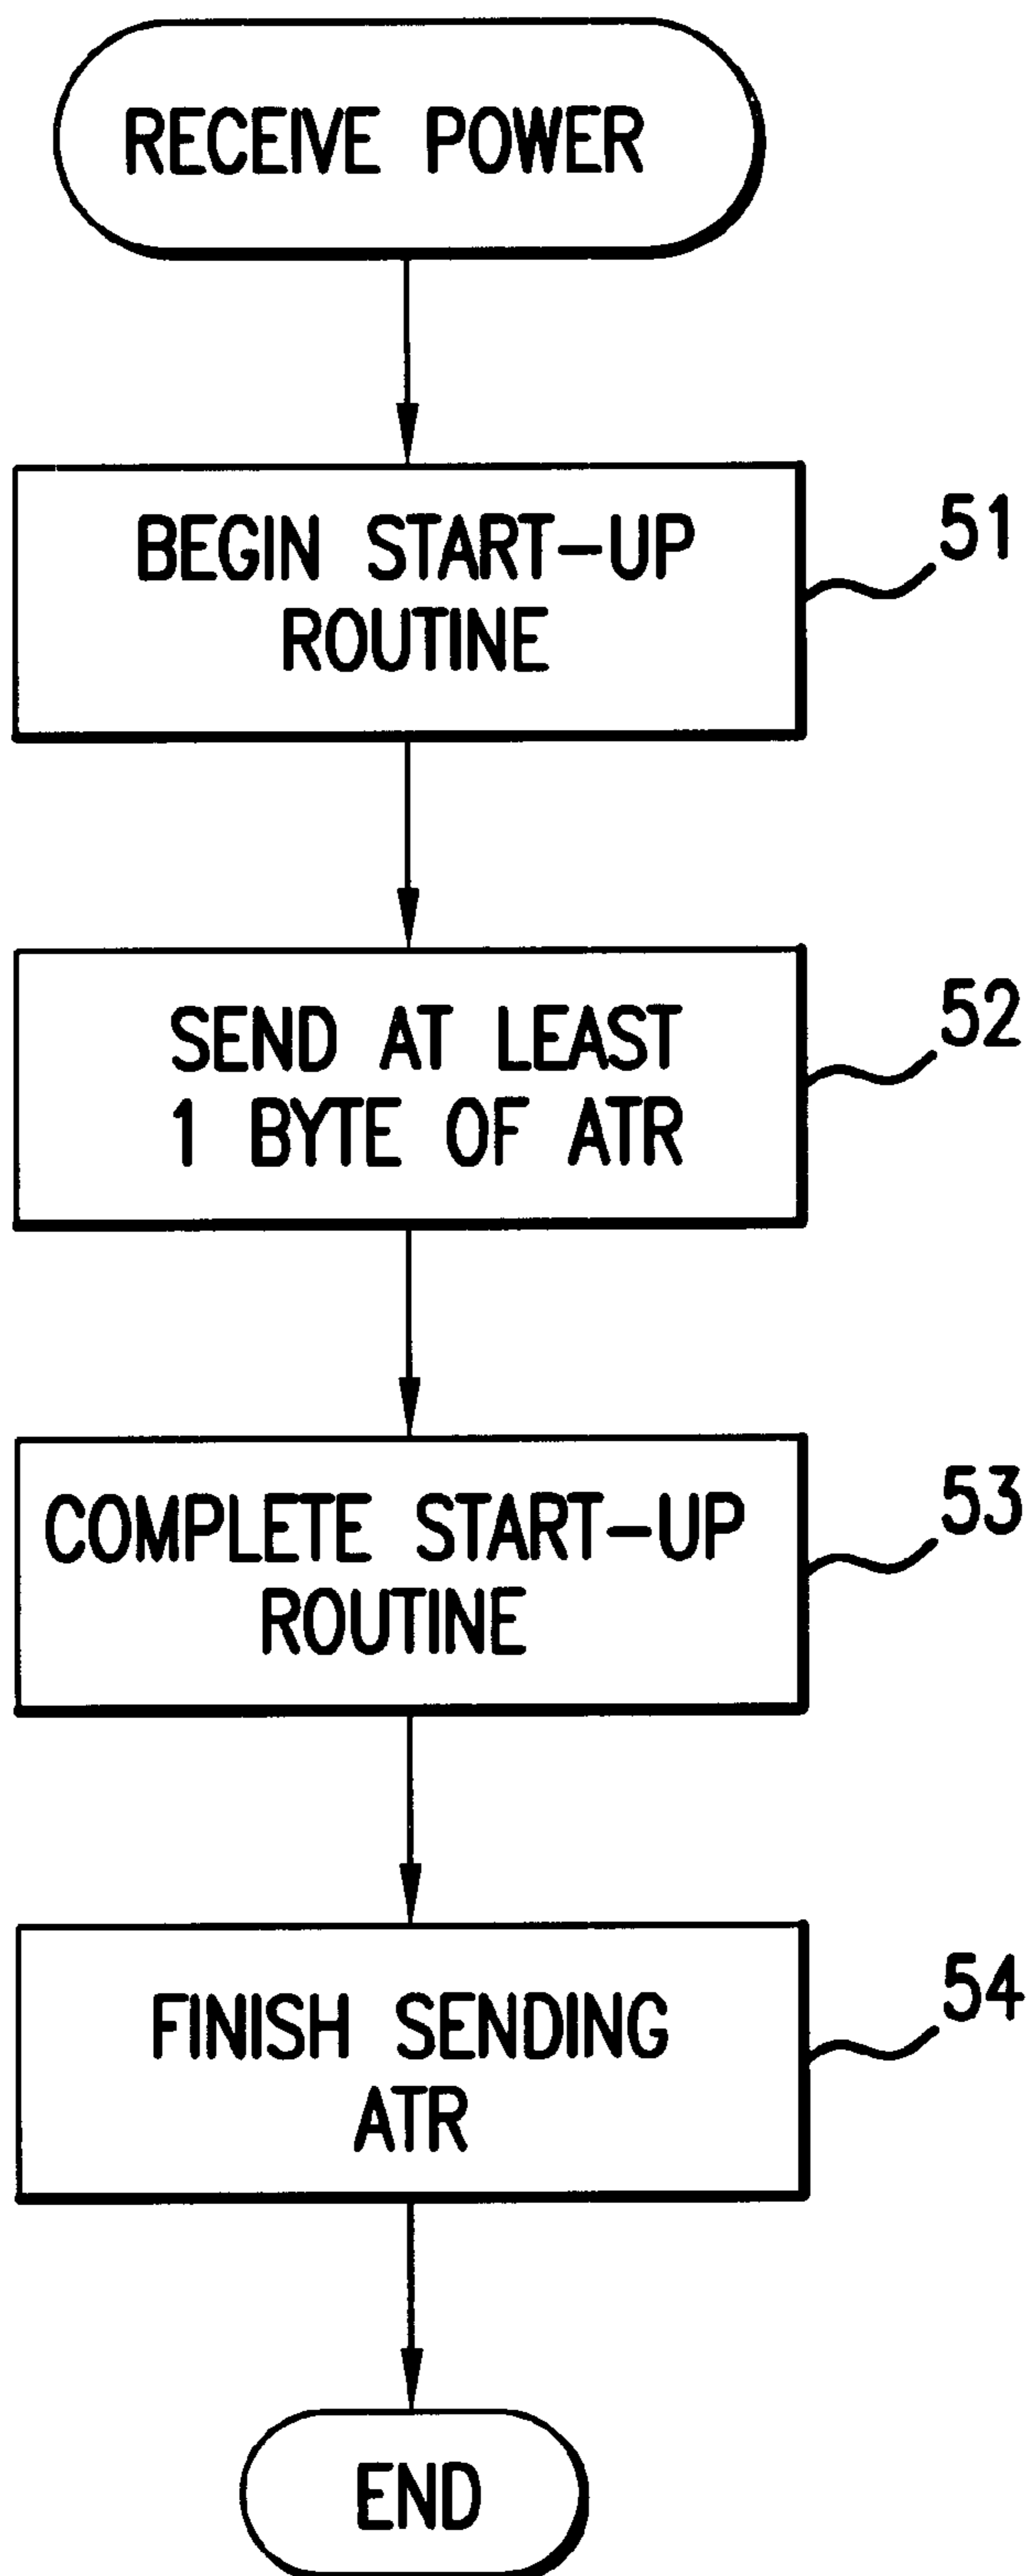 RECEIVE POWER
BEGIN START-UP
ROUTINE
51
SEND AT LEAST
1 BYTE OF ATR
52
COMPLETE START-UP
ROUTINE
53
FINISH SENDING
ATR
54
END